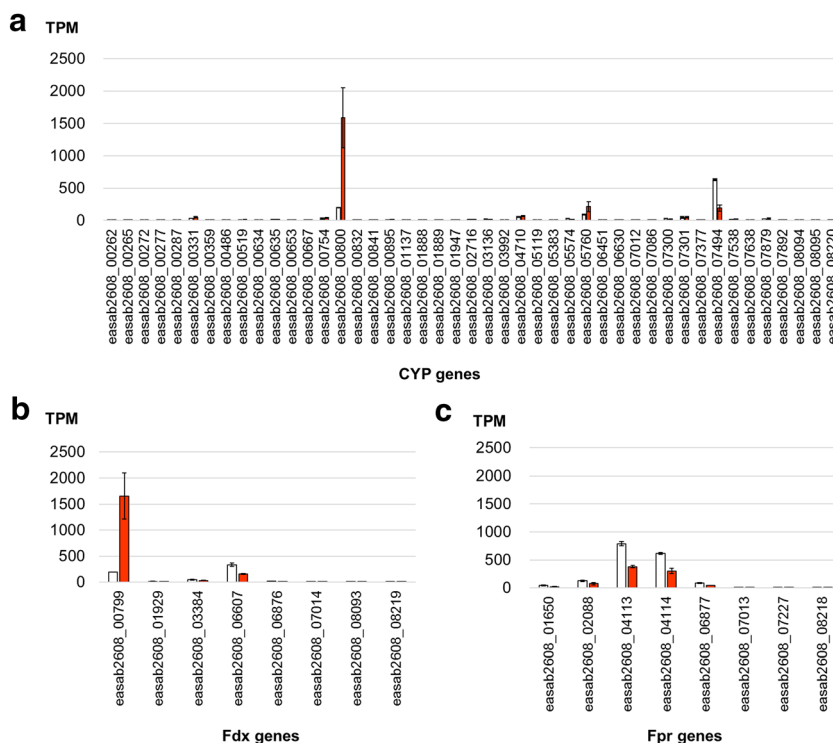 a
TPM
2500
2000
1500
1000
500
0
easab2608_00262
easab2608_00265
easab2608_00272
easab2608_00277
easab2608_00287
easab2608_00331
easab2608_00359
easab2608_00486
easab2608_00519
easab2608_00634
easab2608_00635
easab2608_00653
easab2608_00667
easab2608_00754
easab2608_00800
easab2608_00832
easab2608_00841
easab2608_00895
easab2608_01137
easab2608_01888
easab2608_01889
easab2608_01947
easab2608_02716
easab2608_03136
easab2608_03992
easab2608_04710
easab2608_05119
easab2608_05383
easab2608_05574
easab2608_05760
easab2608_06451
easab2608_06630
easab2608_07012
easab2608_07086
easab2608_07300
easab2608_07301
easab2608_07377
easab2608_07494
easab2608_07538
easab2608_07638
easab2608_07879
easab2608_07892
easab2608_08094
easab2608_08095
easab2608_08220
CYP genes
b
TPM
2500
2000
1500
1000
500
0
easab2608_00799
easab2608_01929
easab2608_03384
easab2608_06607
easab2608_06876
easab2608_07014
easab2608_08093
easab2608_08219
Fdx genes
c
TPM
2500
2000
1500
1000
500
0
easab2608_01650
easab2608_02088
easab2608_04113
easab2608_04114
easab2608_06877
easab2608_07013
easab2608_07227
easab2608_08218
Fpr genes